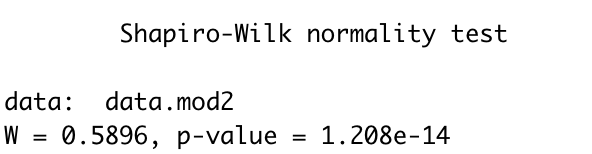 Shapiro-Wilk normality test
data:  data.mod2
W = 0.5896, p-value = 1.208e-14